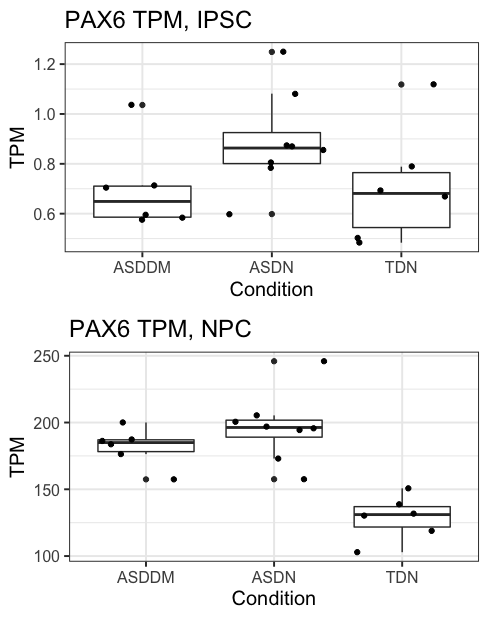 PAX6 TPM, IPSC
TPM
1.2
1.0
0.8
0.6
ASDDM ASDN TDN
Condition
PAX6 TPM, NPC
TPM
250
200
150
100
ASDDM ASDN TDN
Condition